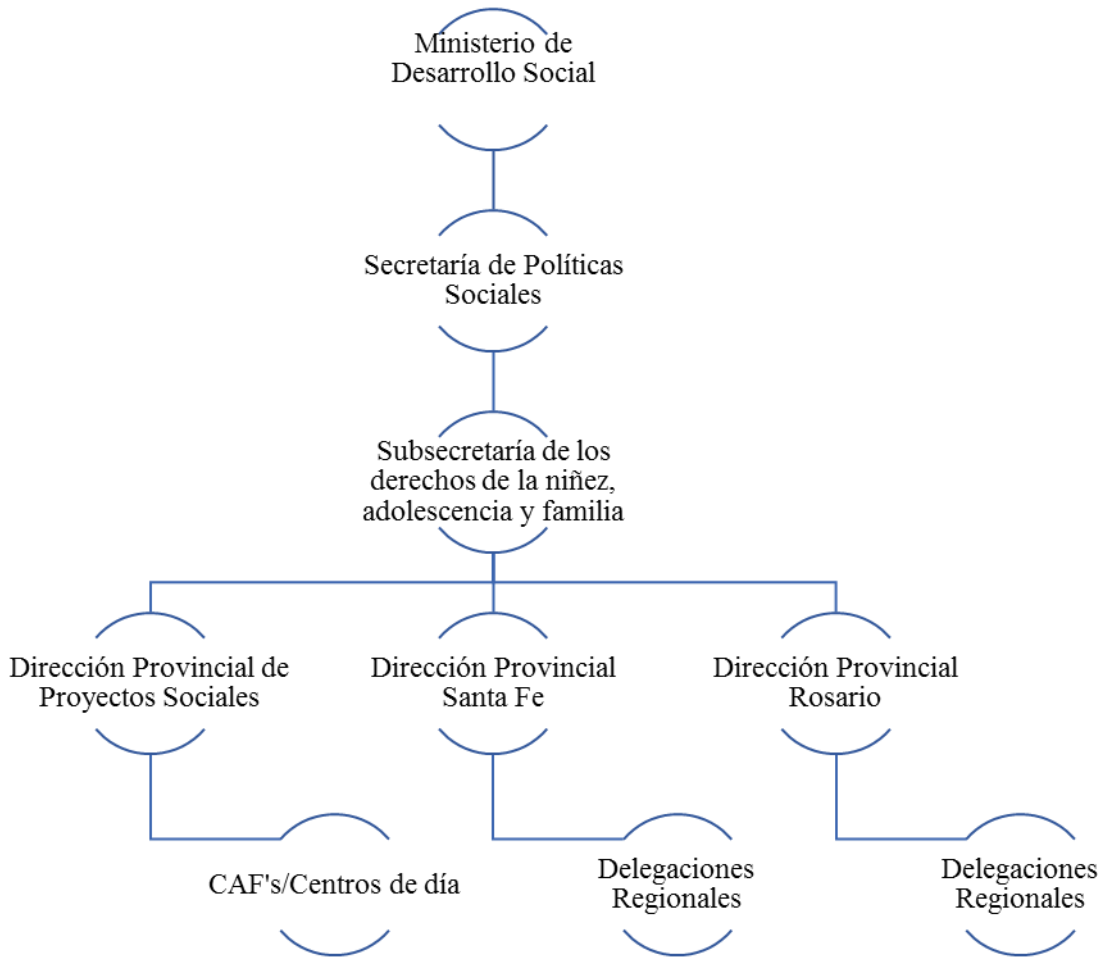 Ministerio de
Desarrollo Social
Secretaría de Políticas
Sociales
Subsecretaría de los
derechos de la niñez,
adolescencia y familia
Dirección Provincial de
Proyectos Sociales
Dirección Provincial
Santa Fe
Dirección Provincial
Rosario
CAF's/Centros de día
Delegaciones
Regionales
Delegaciones
Regionales